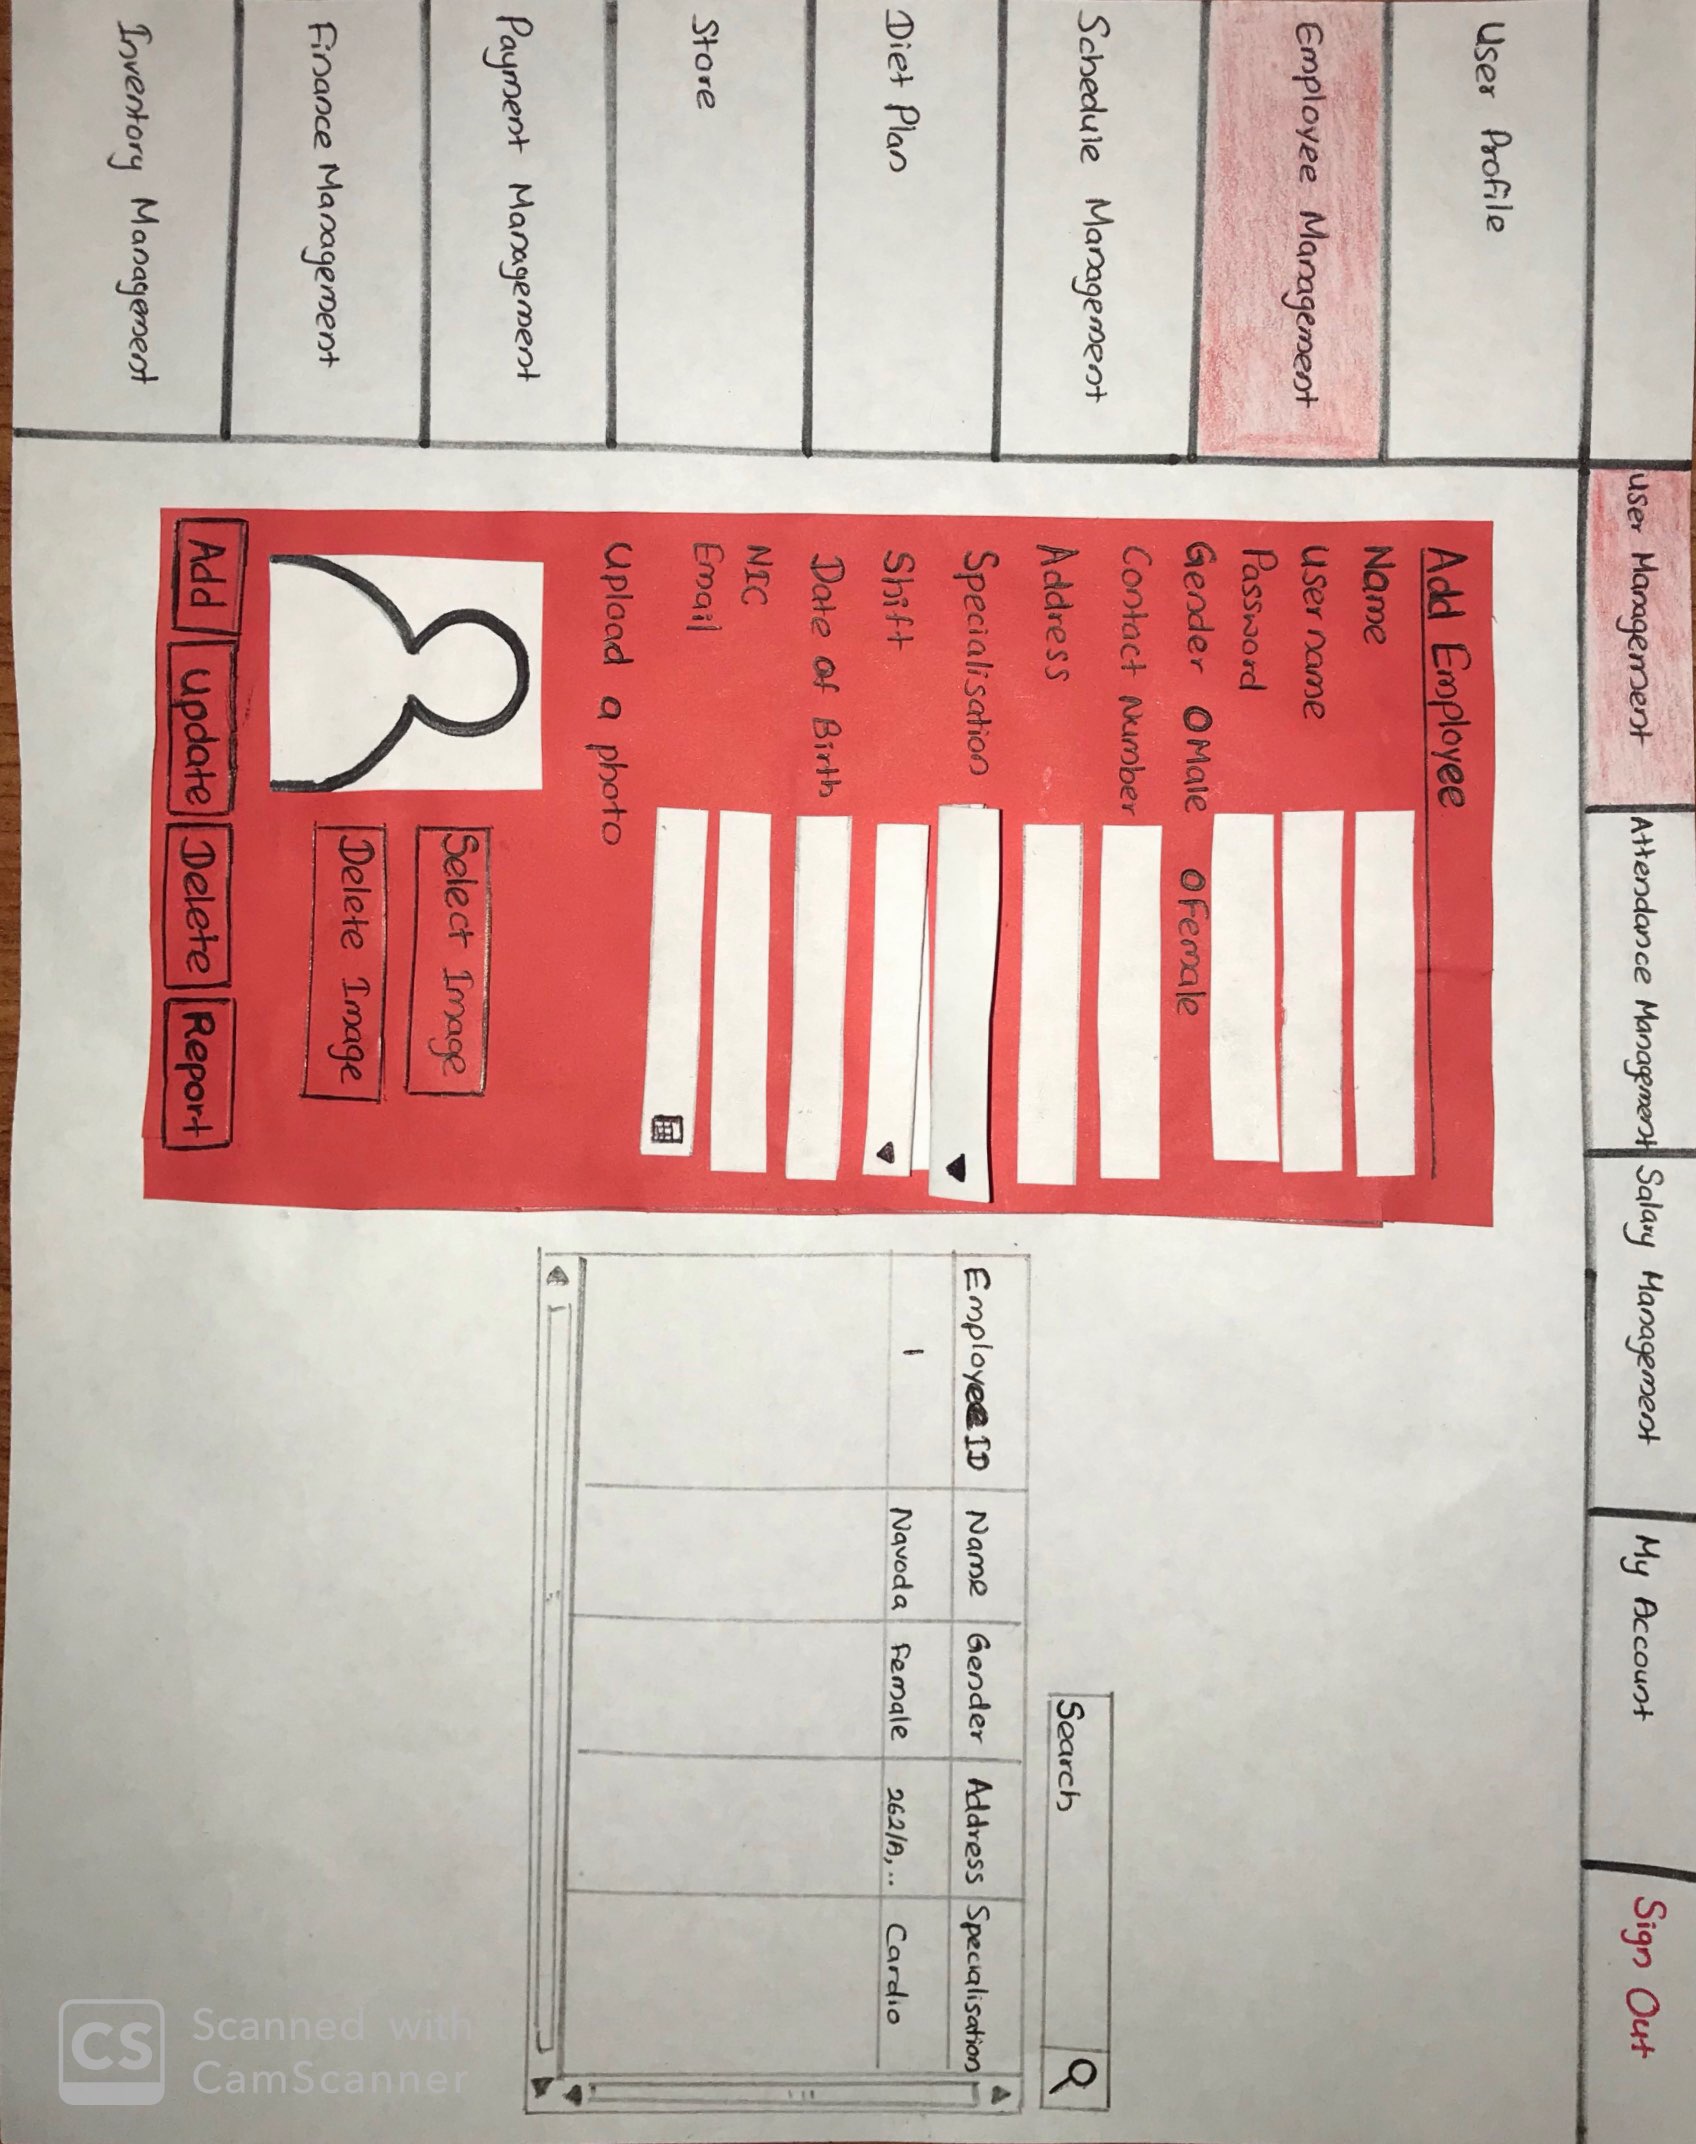 User Management
Attendance Management
Salary Management
My Account
Sign Out
User Profile
Employee Management
Schedule Management
Diet Plan
Store
Payment Management
Finance Management
Inventory Management
Add Employee
Name
User name
Password
Gender O Male O Female
Contact Number
Address
Specialisation
Shift
Date of Birth
NIC
Email
Upload a photo
Select Image
Delete Image
Add Update Delete Report
Search
Employee ID Name Gender Address Specialisation
1 Navoda Female 262/A,.. Cardio
CS Scanned with
CamScanner